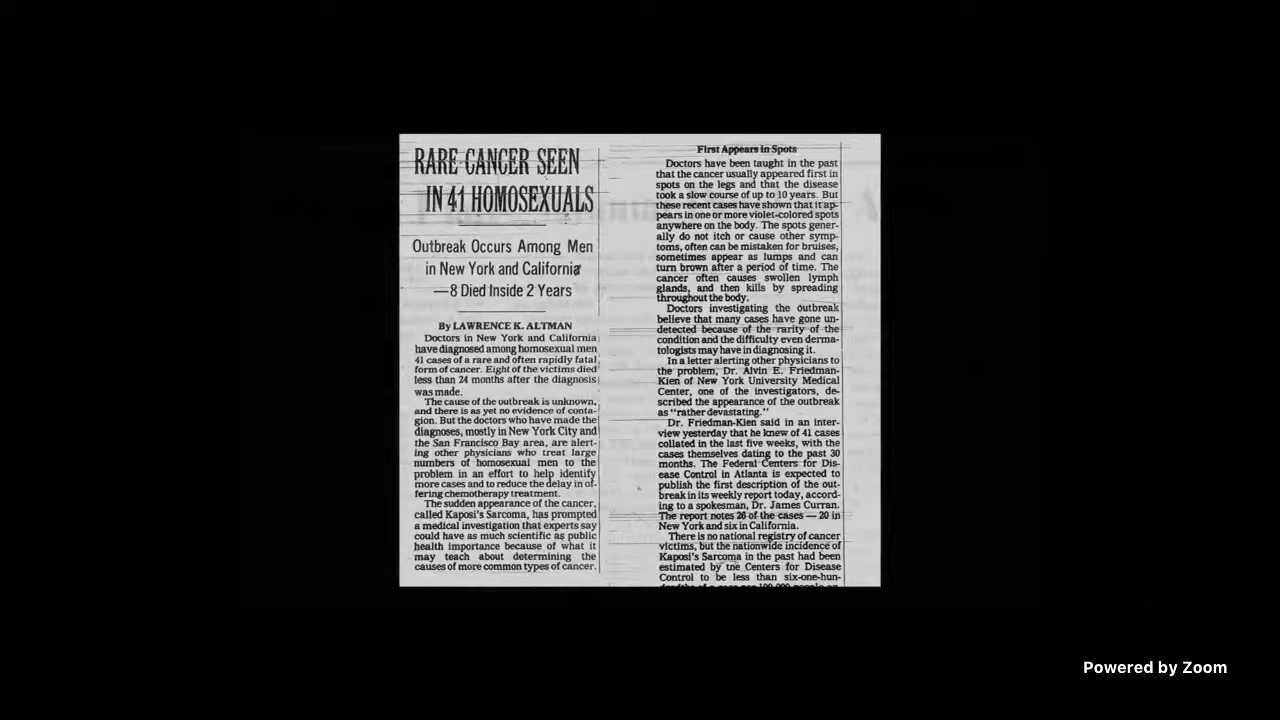 RARE CANCER SEEN
IN 41 HOMOSEXUALS
Outbreak Occurs Among Men
in New York and California
—8 Died Inside 2 Years
By LAWRENCE K. ALTMAN
Doctors in New York and California
have diagnosed among homosexual men
41 cases of a rare and often rapidly fatal
form of cancer. Eight of the victims died
less than 24 months after the diagnosis
was made.
The cause of the outbreak is unknown,
and there is as yet no evidence of conta-
gion. But the doctors who have made the
diagnoses, mostly in New York City and
the San Francisco Bay area, are alert-
ing other physicians who treat large
numbers of homosexual men to the
problem in an effort to help identify
more cases and to reduce the delay in of-
fering chemotherapy treatment.
The sudden appearance of the cancer,
called Kaposi's Sarcoma, has prompted
a medical investigation that experts say
could have as much scientific as public
health importance because of what it
may teach about determining the
causes of more common types of cancer.
First Appears in Spots
Doctors have been taught in the past
that the cancer usually appeared first in
spots on the legs and that the disease
took a slow course of up to 10 years. But
these recent cases have shown that it ap-
pears in one or more violet-colored spots
anywhere on the body. The spots gener-
ally do not itch or cause other symp-
toms, often can be mistaken for bruises,
sometimes appear as lumps and can
turn brown after a period of time. The
cancer often causes swollen lymph
glands, and then kills by spreading
throughout the body.
Doctors investigating the outbreak
believe that many cases have gone un-
detected because of the rarity of the
condition and the difficulty even derma-
tologists may have in diagnosing it.
In a letter alerting other physicians to
the problem, Dr. Alvin E. Friedman-
Kien of New York University Medical
Center, one of the investigators, de-
scribed the appearance of the outbreak
as "rather devastating."
Dr. Friedman-Kien said in an inter-
view yesterday that he knew of 41 cases
collated in the last five weeks, with the
cases themselves dating to the past 30
months. The Federal Centers for Dis-
ease Control in Atlanta is expected to
publish the first description of the out-
break in its weekly report today, accord-
ing to a spokesman, Dr. James Curran.
The report notes 26 of the cases — 20 in
New York and six in California.
There is no national registry of cancer
victims, but the nationwide incidence of
Kaposi's Sarcoma in the past had been
estimated by the Centers for Disease
Control to be less than six-one-hun-
Powered by Zoom